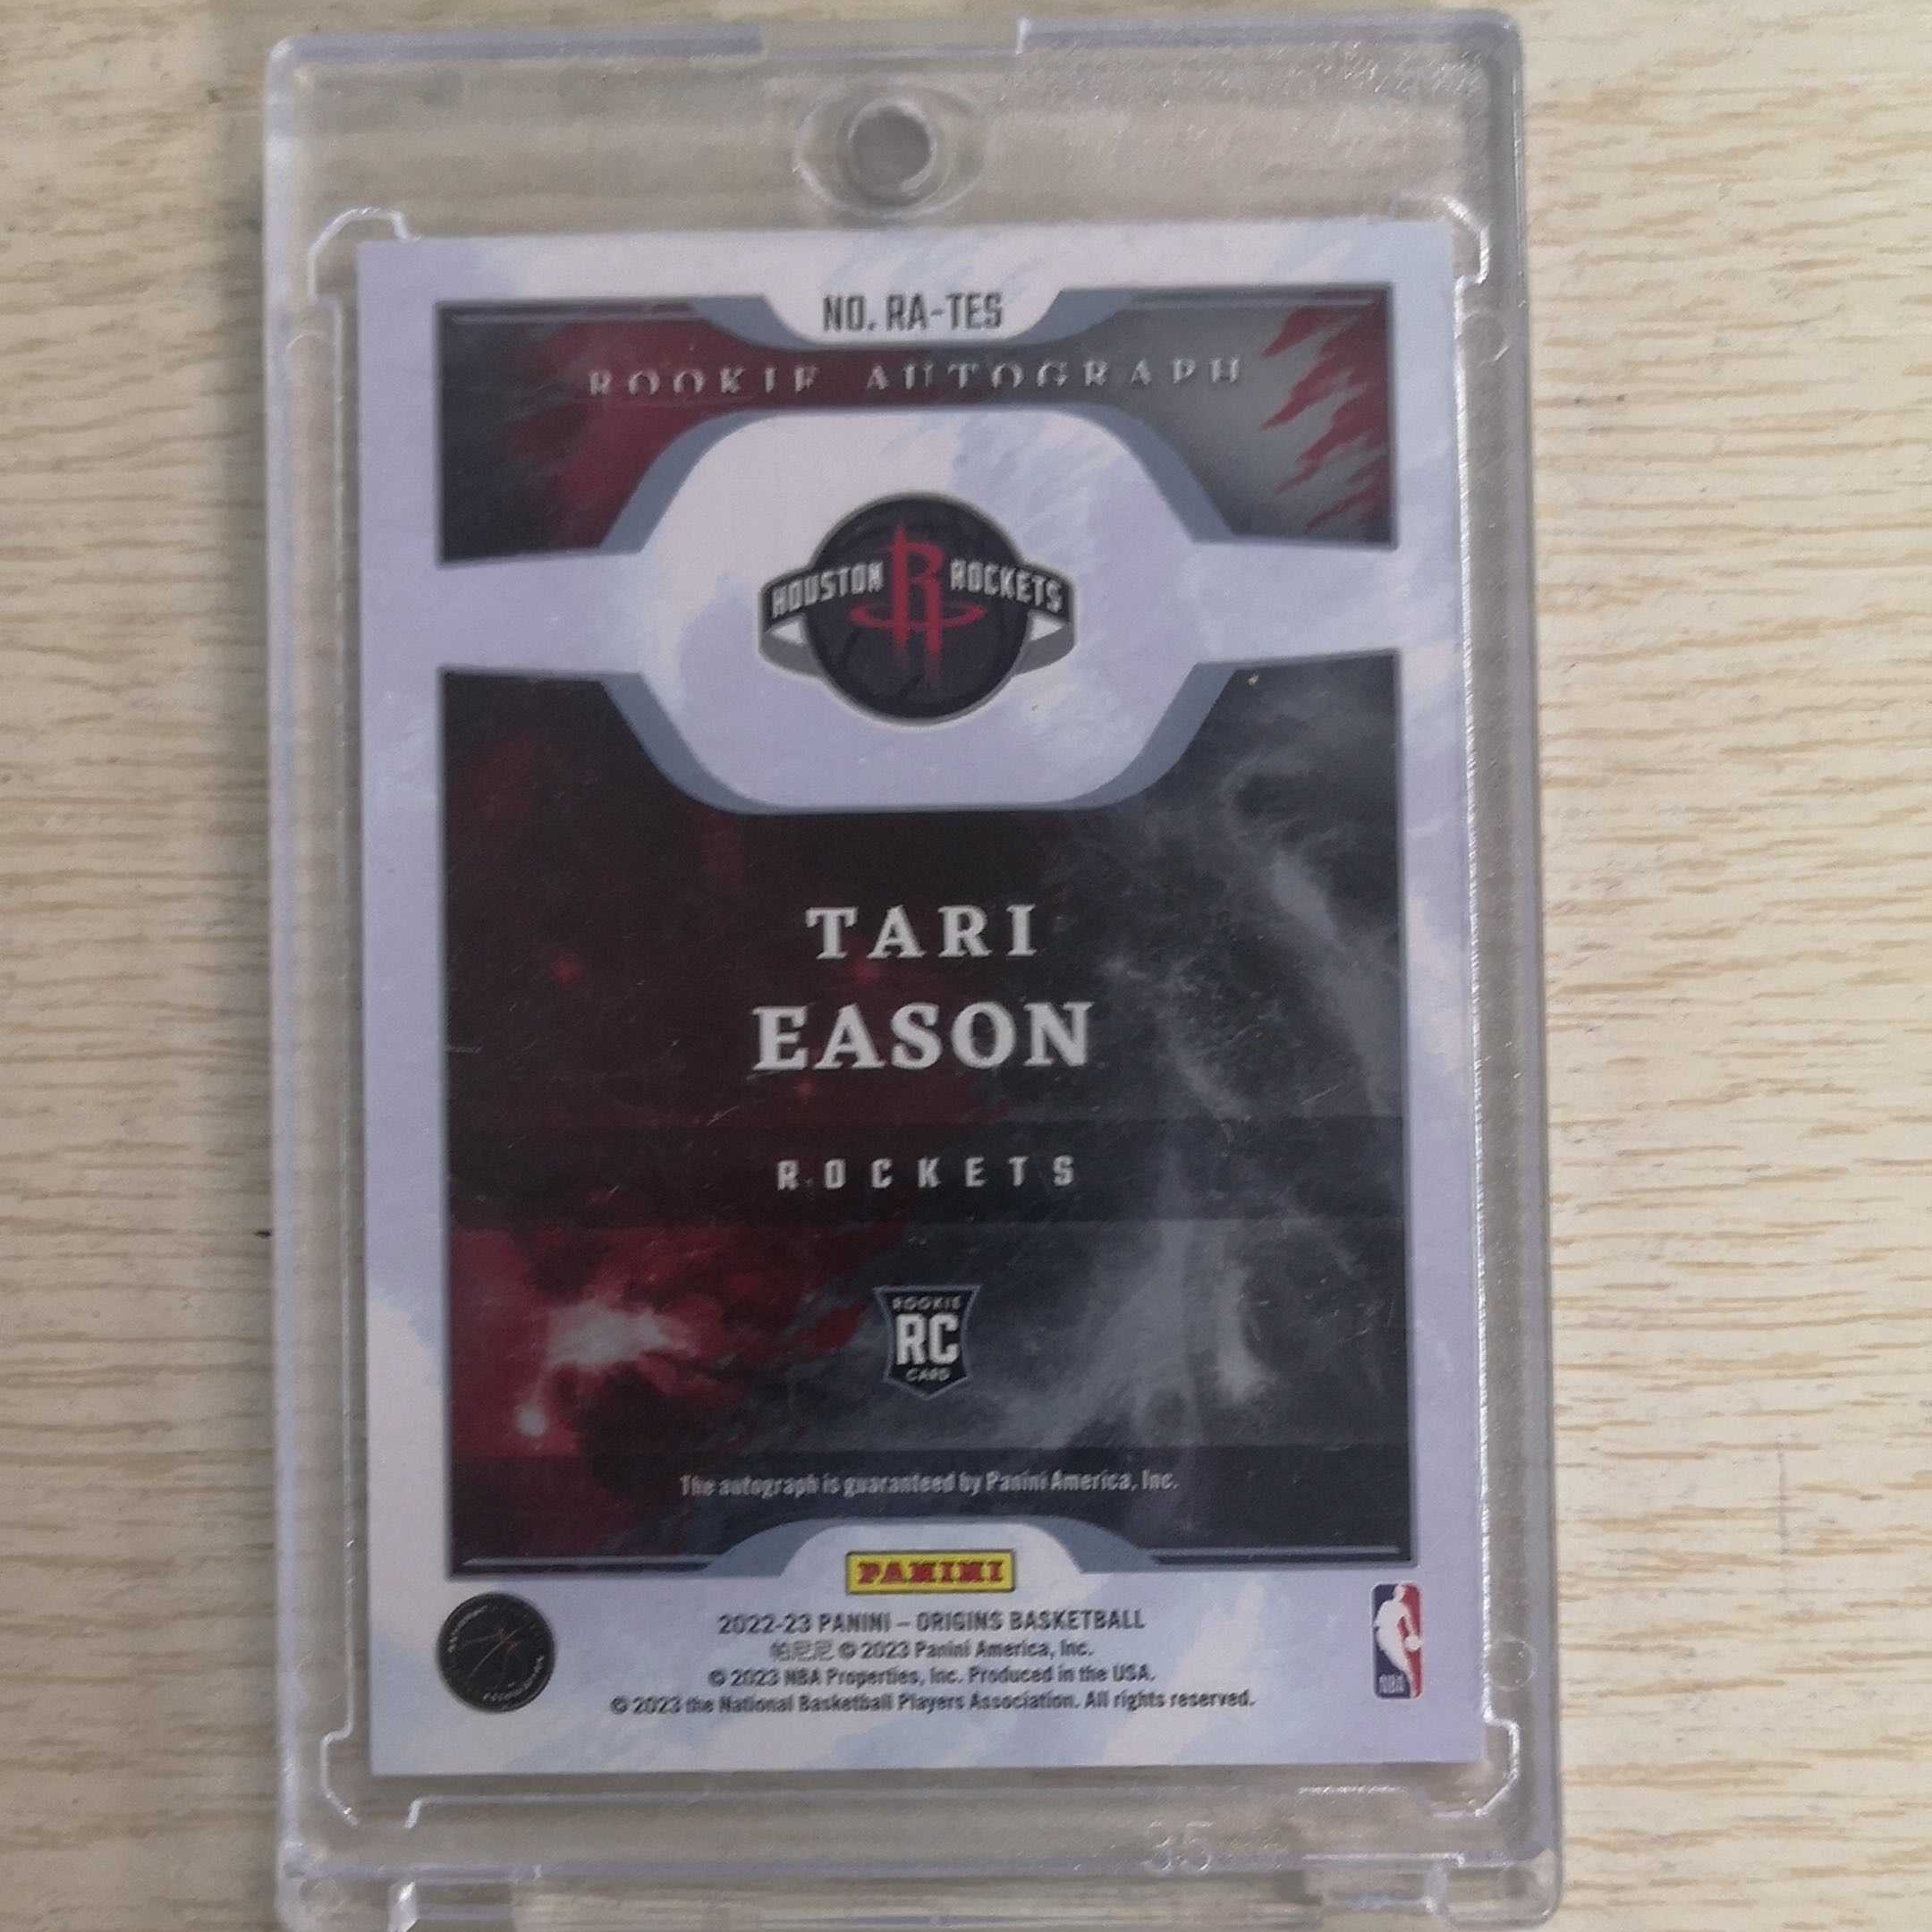 NO. RA-TES
ROOKIE AUTOGRAPH
HOUSTON ROCKETS
TARI
EASON
ROCKETS
ROOKIE
RC
CARD
The autograph is guaranteed by Panini America, Inc.
PANINI
2022-23 PANINI – ORIGINS BASKETBALL
帕尼尼 © 2023 Panini America, Inc.
© 2023 NBA Properties, Inc. Produced in the USA.
© 2023 the National Basketball Players Association. All rights reserved.
NBA
35